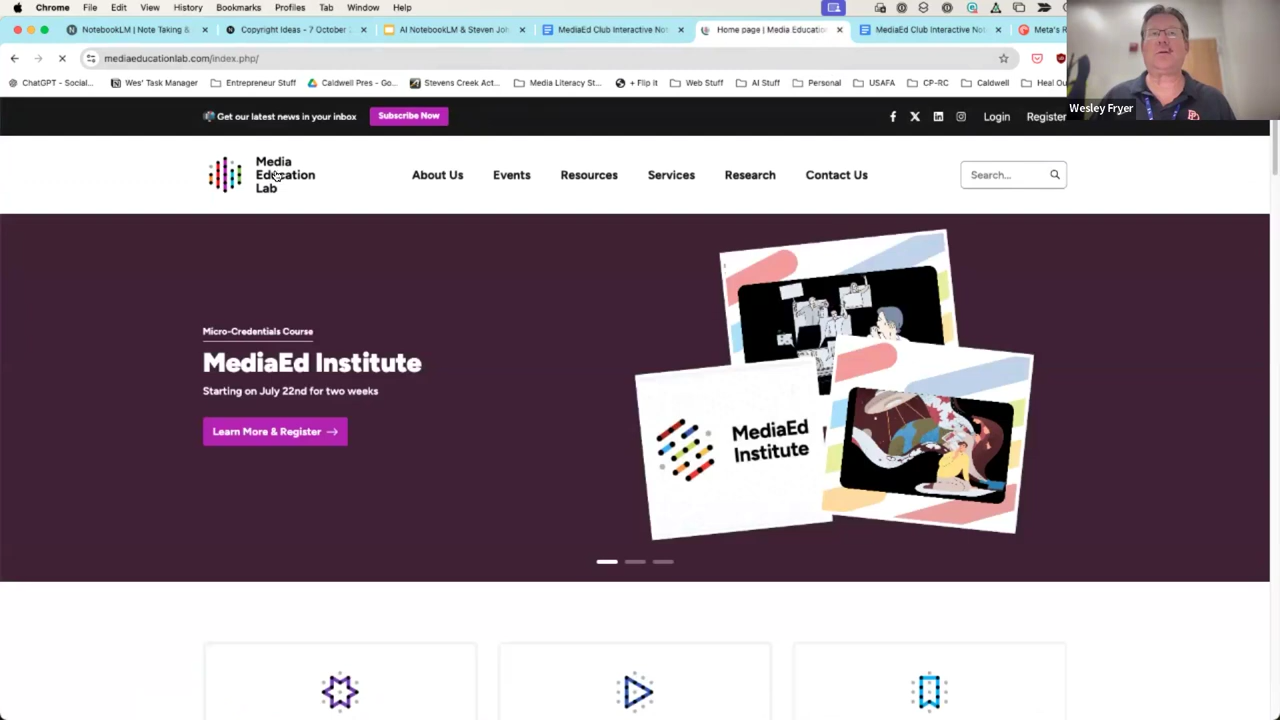 Chrome File Edit View History Bookmarks Profiles Tab Window Help
NotebookLM | Note Taking &
Copyright Ideas - 7 October
AI NotebookLM & Steven Joh
MediaEd Club Interactive Not
Home page | Media Educatio
MediaEd Club Interactive Not
Meta's R
mediaeducationlab.com/index.php/
ChatGPT - Social...
Wes' Task Manager
Entrepreneur Stuff
Caldwell Pres - Go...
Stevens Creek Act...
Media Literacy St...
+ Flip It
Web Stuff
AI Stuff
Personal
USAFA
CP-RC
Caldwell
Heal Ou
Wesley Fryer
Get our latest news in your inbox
Subscribe Now
Login
Register
Media
Education
Lab
About Us
Events
Resources
Services
Research
Contact Us
Search...
Micro-Credentials Course
MediaEd Institute
Starting on July 22nd for two weeks
Learn More & Register →
MediaEd
Institute